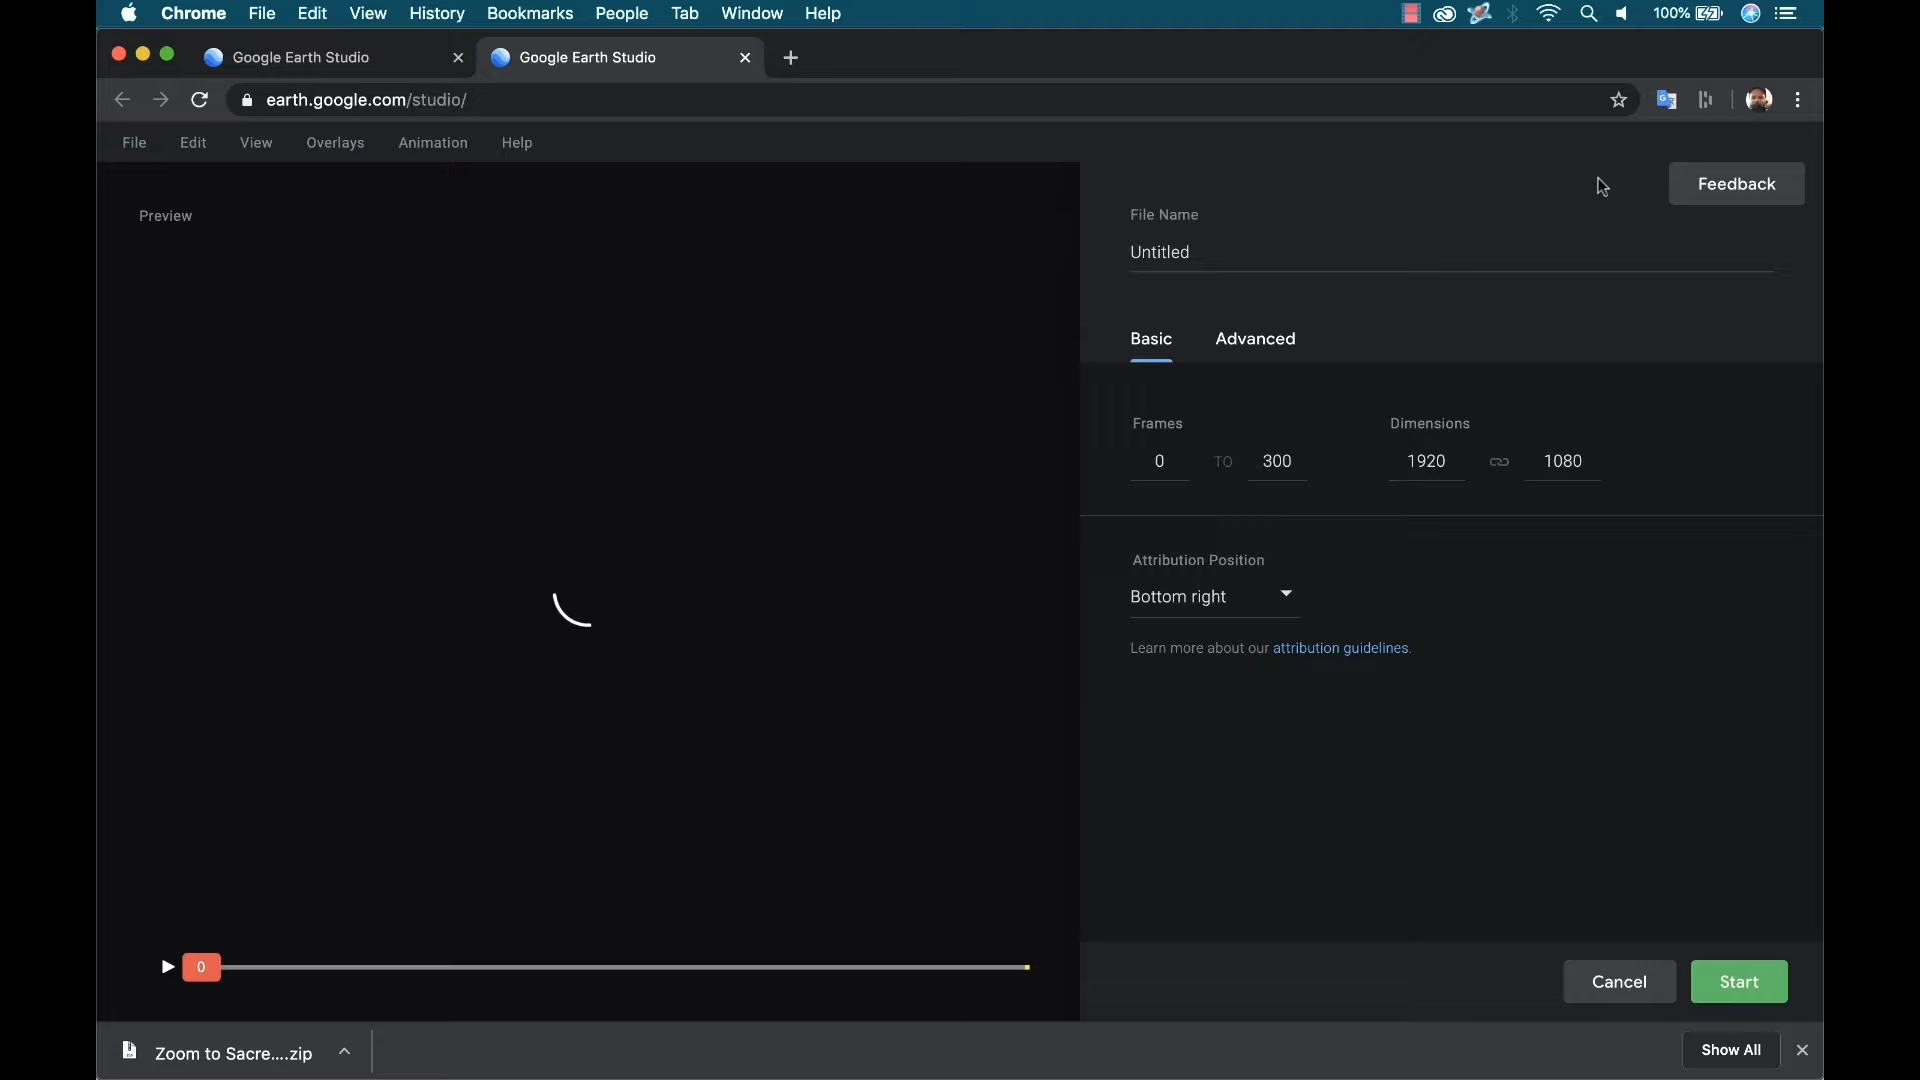 Chrome File Edit View History Bookmarks People Tab Window Help 100%
Google Earth Studio Google Earth Studio
earth.google.com/studio/
File Edit View Overlays Animation Help
Feedback
Preview
File Name
Untitled
Basic Advanced
Frames Dimensions
0 TO 300 1920 1080
Attribution Position
Bottom right
Learn more about our attribution guidelines.
0
Cancel Start
Zoom to Sacre....zip Show All